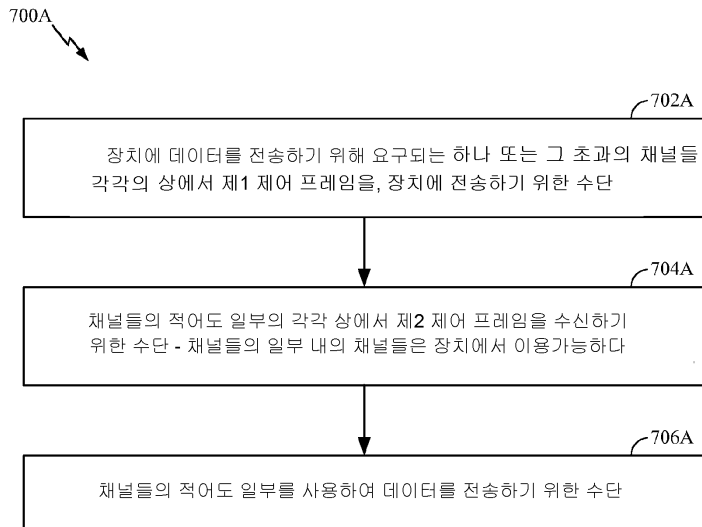 700A
702A
장치에 데이터를 전송하기 위해 요구되는 하나 또는 그 초과의 채널들
각각의 상에서 제1 제어 프레임을, 장치에 전송하기 위한 수단
704A
채널들의 적어도 일부의 각각 상에서 제2 제어 프레임을 수신하기
위한 수단 - 채널들의 일부 내의 채널들은 장치에서 이용가능하다
706A
채널들의 적어도 일부를 사용하여 데이터를 전송하기 위한 수단